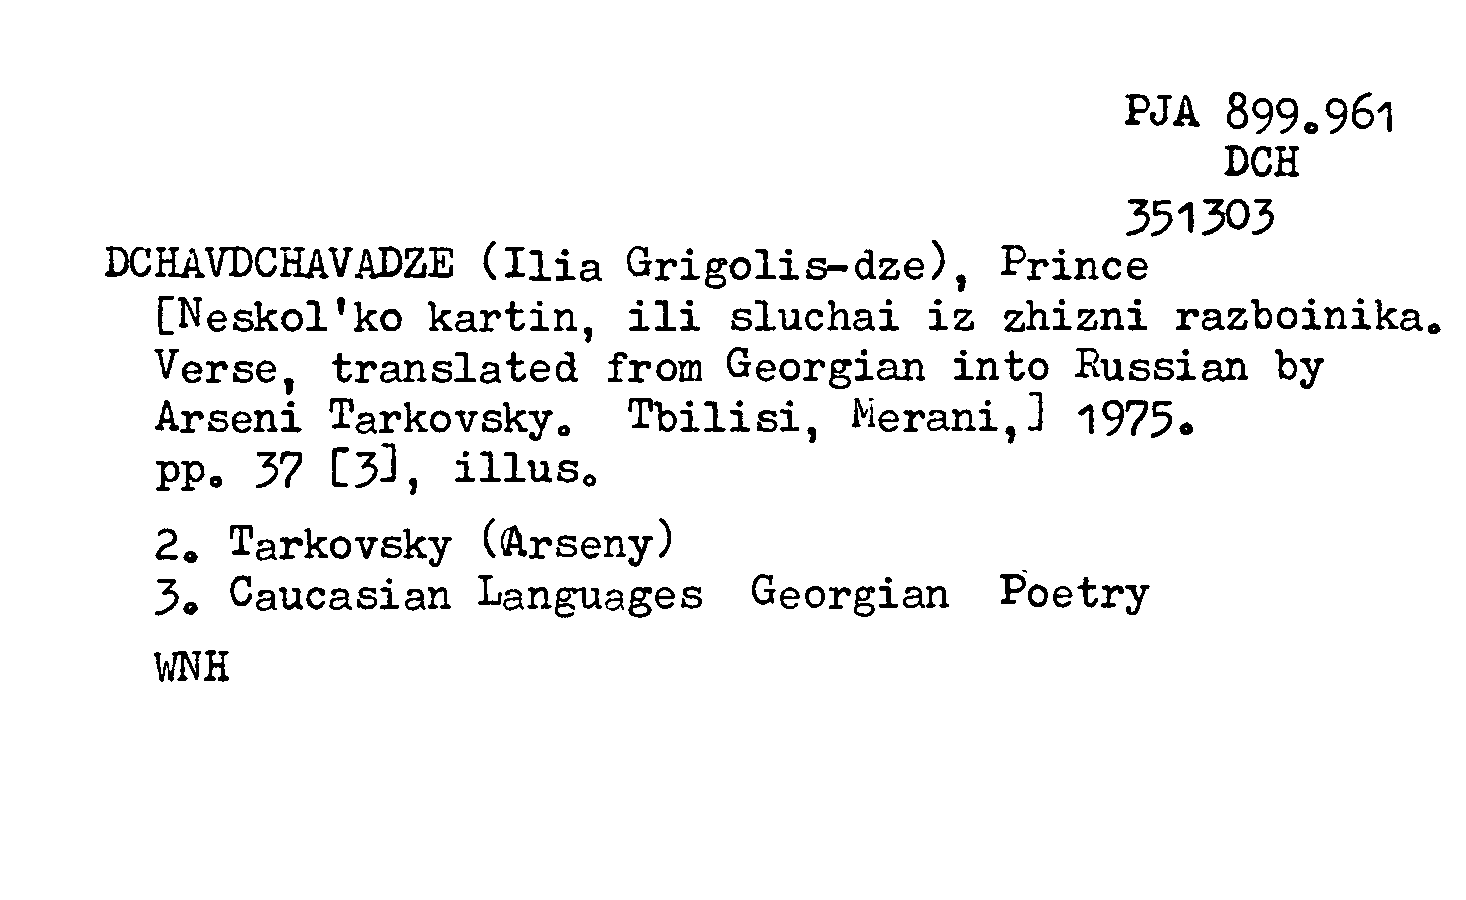 PJA 899.961
DCH
351303
DCHAVDCHAVADZE (Ilia Grigolis-dze), Prince
[Neskol'ko kartin, ili sluchai iz zhizni razboinika.
Verse, translated from Georgian into Russian by
Arseni Tarkovsky. Tbilisi, Merani,] 1975.
pp. 37 [3], illus.
2. Tarkovsky (Arseny)
3. Caucasian Languages Georgian Poetry
WNH